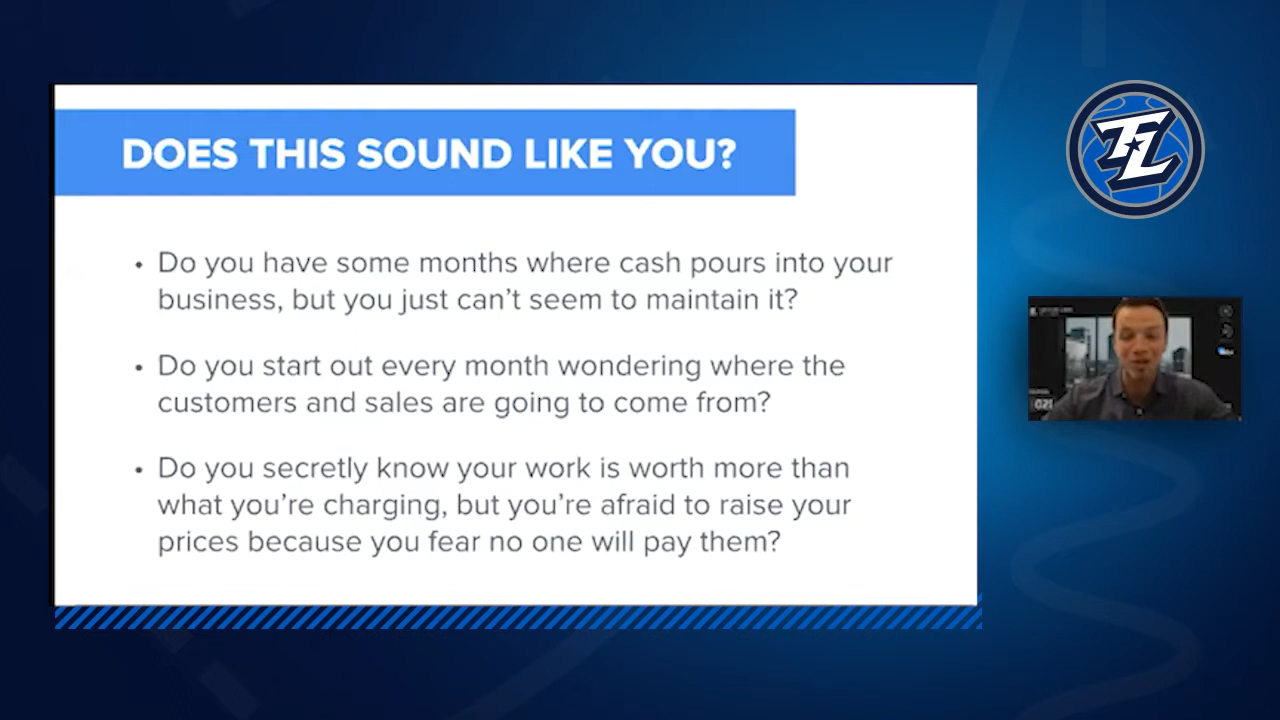 DOES THIS SOUND LIKE YOU?
• Do you have some months where cash pours into your
business, but you just can’t seem to maintain it?
• Do you start out every month wondering where the
customers and sales are going to come from?
• Do you secretly know your work is worth more than
what you’re charging, but you’re afraid to raise your
prices because you fear no one will pay them?
TL